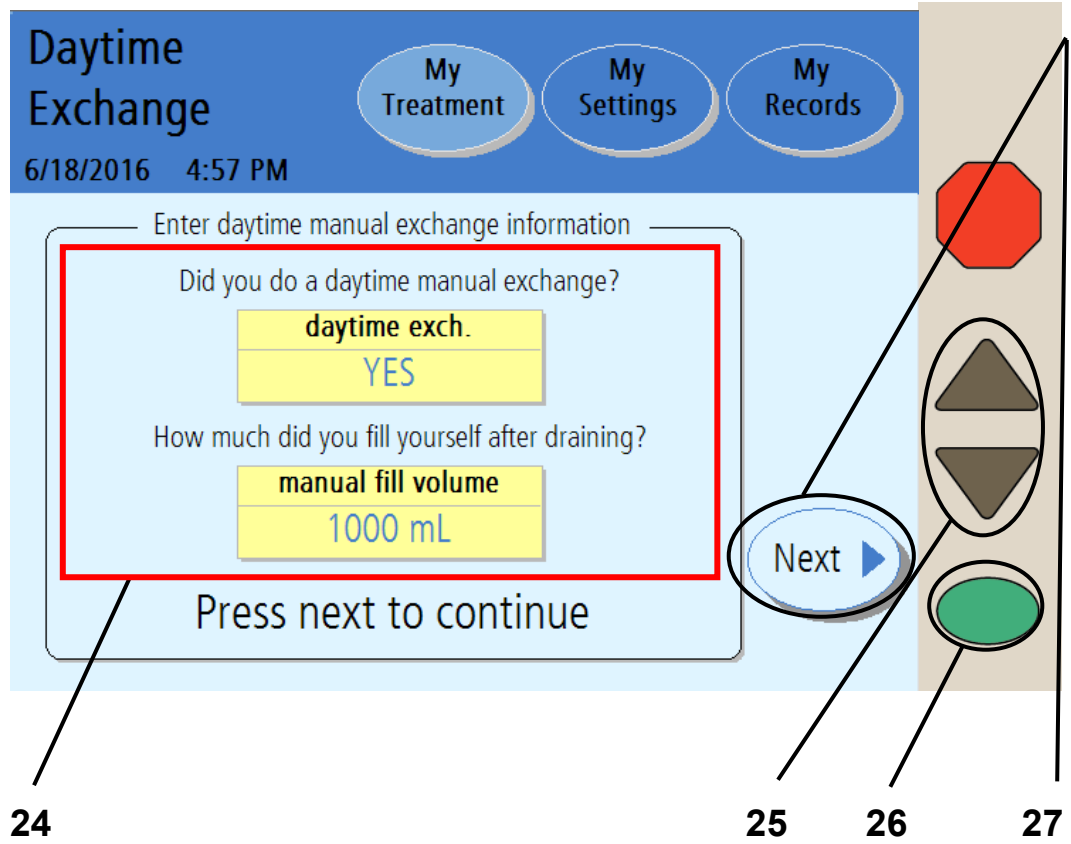 Daytime
Exchange
6/18/2016 4:57 PM
My
Treatment
My
Settings
My
Records
Enter daytime manual exchange information
Did you do a daytime manual exchange?
daytime exch.
YES
How much did you fill yourself after draining?
manual fill volume
1000 mL
Next
Press next to continue
24
25
26
27